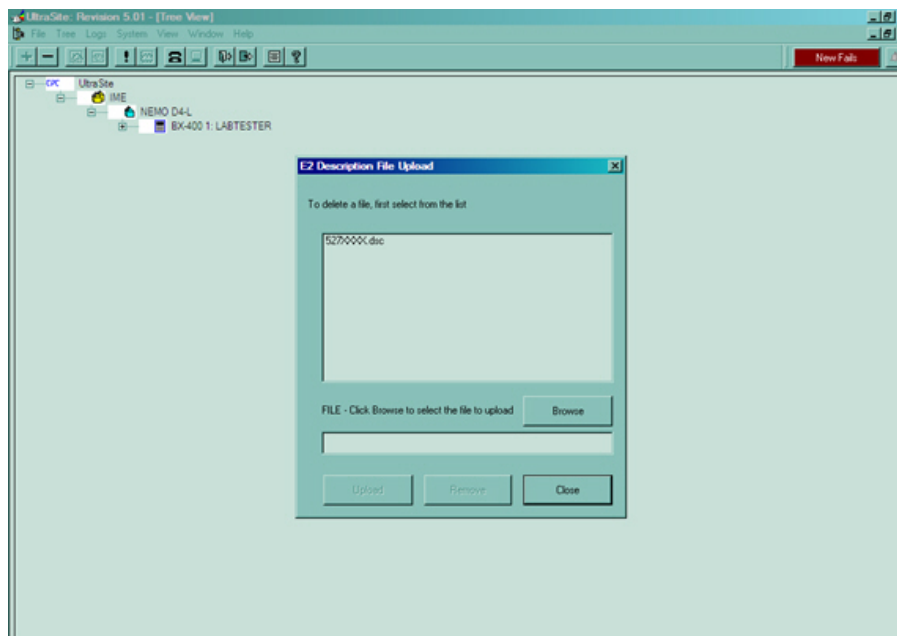 UltraSite: Revision 5.01 - [Tree View]
File Tree Logs System View Window Help
New Fails
CPC UtraSte
IME
NEMO D4-L
BX-400 1: LABTESTER
E2 Description File Upload
To delete a file, first select from the list
527XXXX.dsc
FILE - Click Browse to select the file to upload
Browse
Upload
Remove
Close